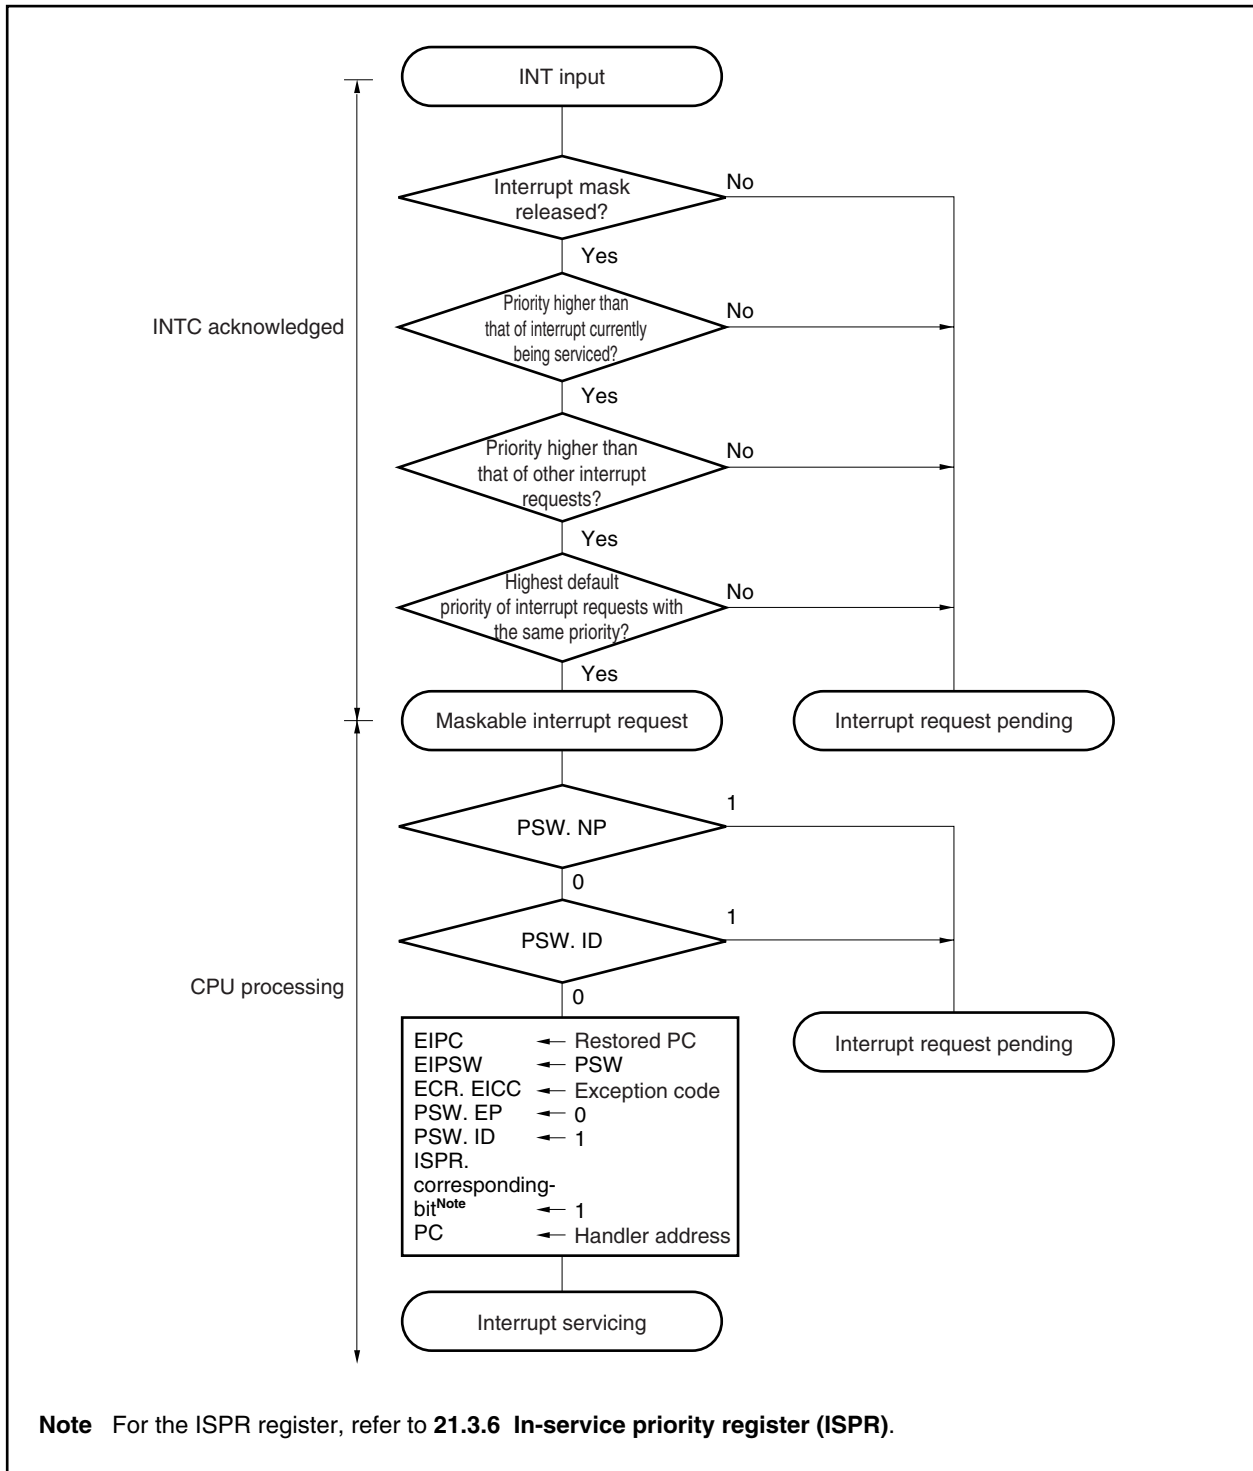 INT input
Interrupt mask
released?
No
Yes
Priority higher than
that of interrupt currently
being serviced?
No
INTC acknowledged
Yes
Priority higher than
that of other interrupt
requests?
No
Yes
Highest default
priority of interrupt requests with
the same priority?
No
Yes
Maskable interrupt request
Interrupt request pending
PSW. NP
1
0
PSW. ID
1
0
CPU processing
EIPC ← Restored PC
EIPSW ← PSW
ECR. EICC ← Exception code
PSW. EP ← 0
PSW. ID ← 1
ISPR.
corresponding-
bitNote ← 1
PC ← Handler address
Interrupt request pending
Interrupt servicing
Note For the ISPR register, refer to 21.3.6 In-service priority register (ISPR).